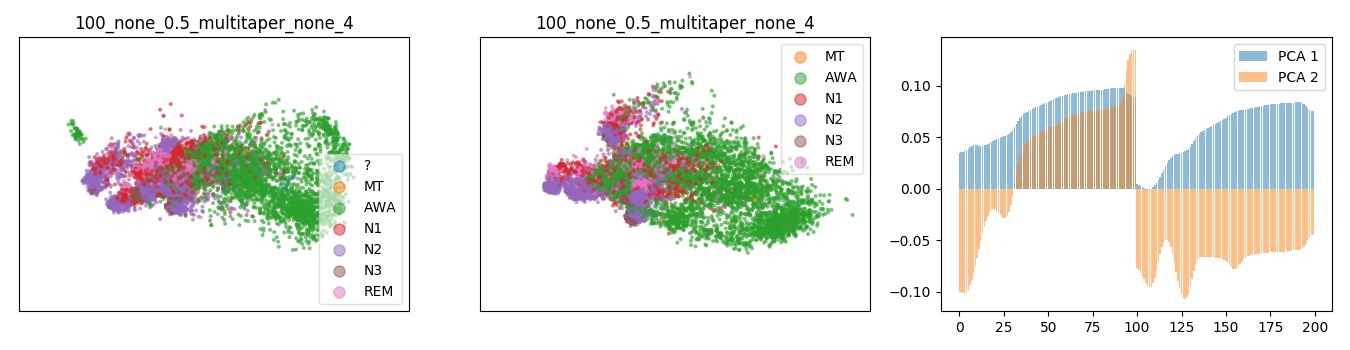 100_none_0.5_multitaper_none_4
?
MT
AWA
N1
N2
N3
REM
100_none_0.5_multitaper_none_4
MT
AWA
N1
N2
N3
REM
PCA 1
PCA 2
0.10
0.05
0.00
−0.05
−0.10
0 25 50 75 100 125 150 175 200